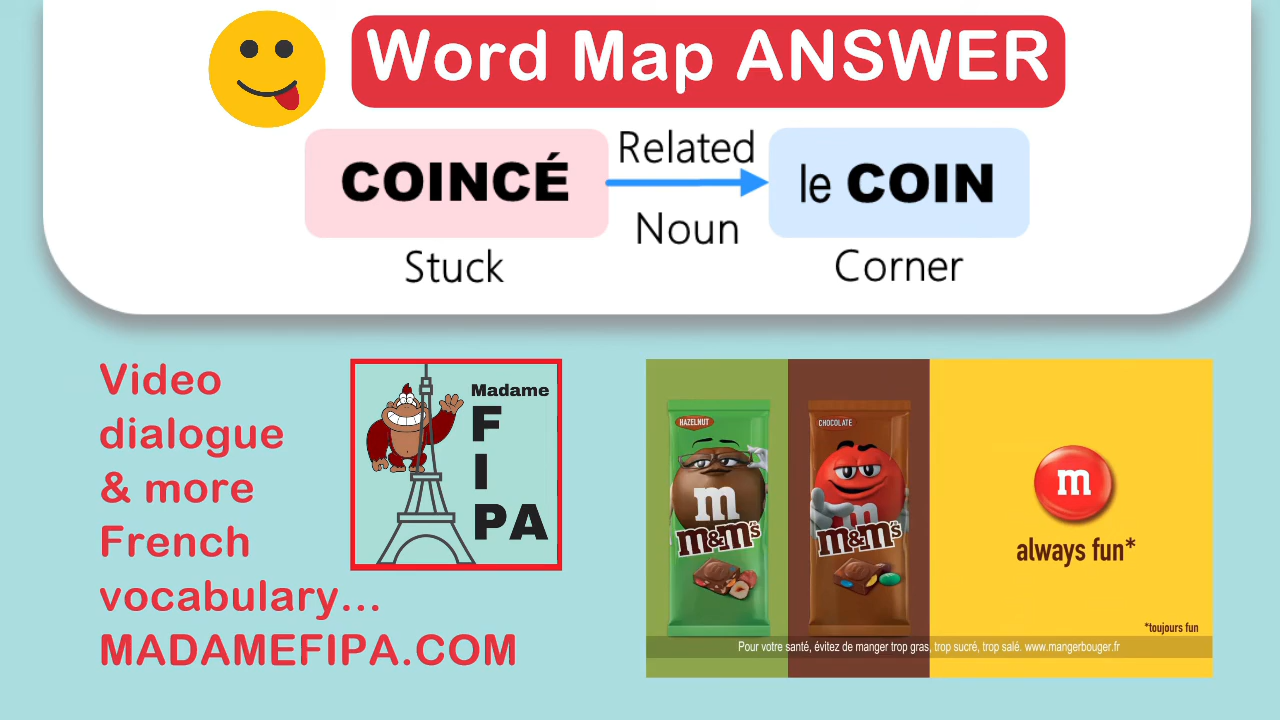 Word Map ANSWER
COINCÉ
Related
Noun
le COIN
Stuck
Corner
Video
dialogue
& more
French
vocabulary...
MADAMEFIPA.COM
Madame
F
I
PA
HAZELNUT
m
m&m's
CHOCOLATE
m
m&m's
m
always fun*
*toujours fun
Pour votre santé, évitez de manger trop gras, trop sucré, trop salé. www.mangerbouger.fr